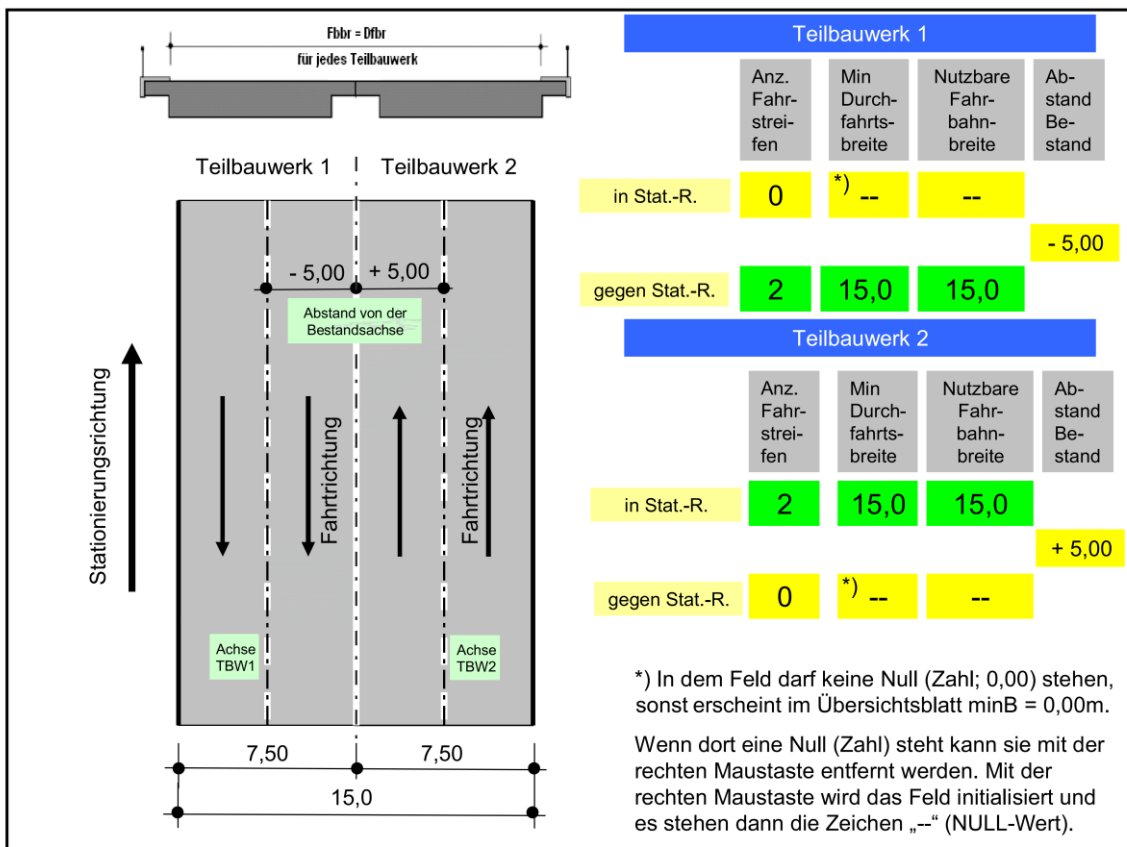 Fbbr = Dfbr
für jedes Teilbauwerk
Teilbauwerk 1
Teilbauwerk 2
- 5,00
+ 5,00
Abstand von der
Bestandsachse
Stationierungsrichtung
Fahrtrichtung
Fahrtrichtung
Achse
TBW1
Achse
TBW2
7,50
7,50
15,0
Teilbauwerk 1
Anz.
Fahr-
strei-
fen
Min
Durch-
fahrts-
breite
Nutzbare
Fahr-
bahn-
breite
Ab-
stand
Be-
stand
in Stat.-R.
0
*) --
--
- 5,00
gegen Stat.-R.
2
15,0
15,0
Teilbauwerk 2
Anz.
Fahr-
strei-
fen
Min
Durch-
fahrts-
breite
Nutzbare
Fahr-
bahn-
breite
Ab-
stand
Be-
stand
in Stat.-R.
2
15,0
15,0
+ 5,00
gegen Stat.-R.
0
*) --
--
*) In dem Feld darf keine Null (Zahl; 0,00) stehen,
sonst erscheint im Übersichtsblatt minB = 0,00m.
Wenn dort eine Null (Zahl) steht kann sie mit der
rechten Maustaste entfernt werden. Mit der
rechten Maustaste wird das Feld initialisiert und
es stehen dann die Zeichen „--“ (NULL-Wert).